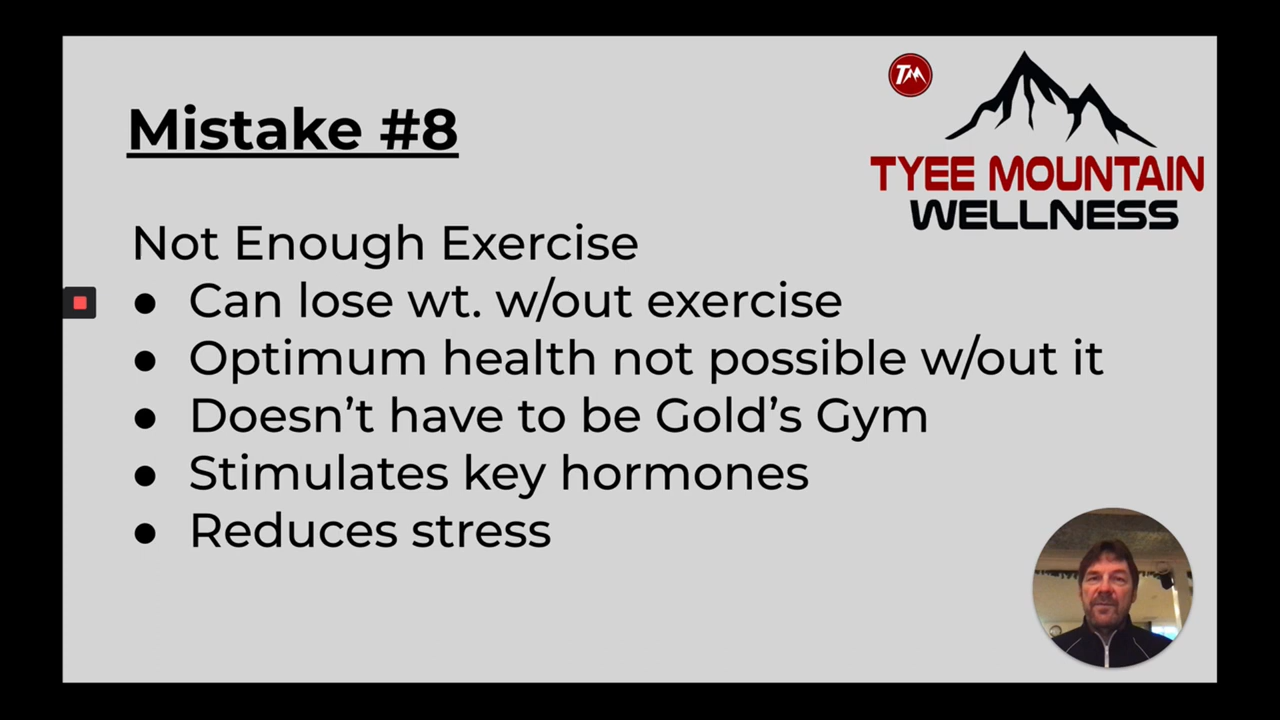 Mistake #8
TM
TYEE MOUNTAIN
WELLNESS
Not Enough Exercise
● Can lose wt. w/out exercise
● Optimum health not possible w/out it
● Doesn’t have to be Gold’s Gym
● Stimulates key hormones
● Reduces stress